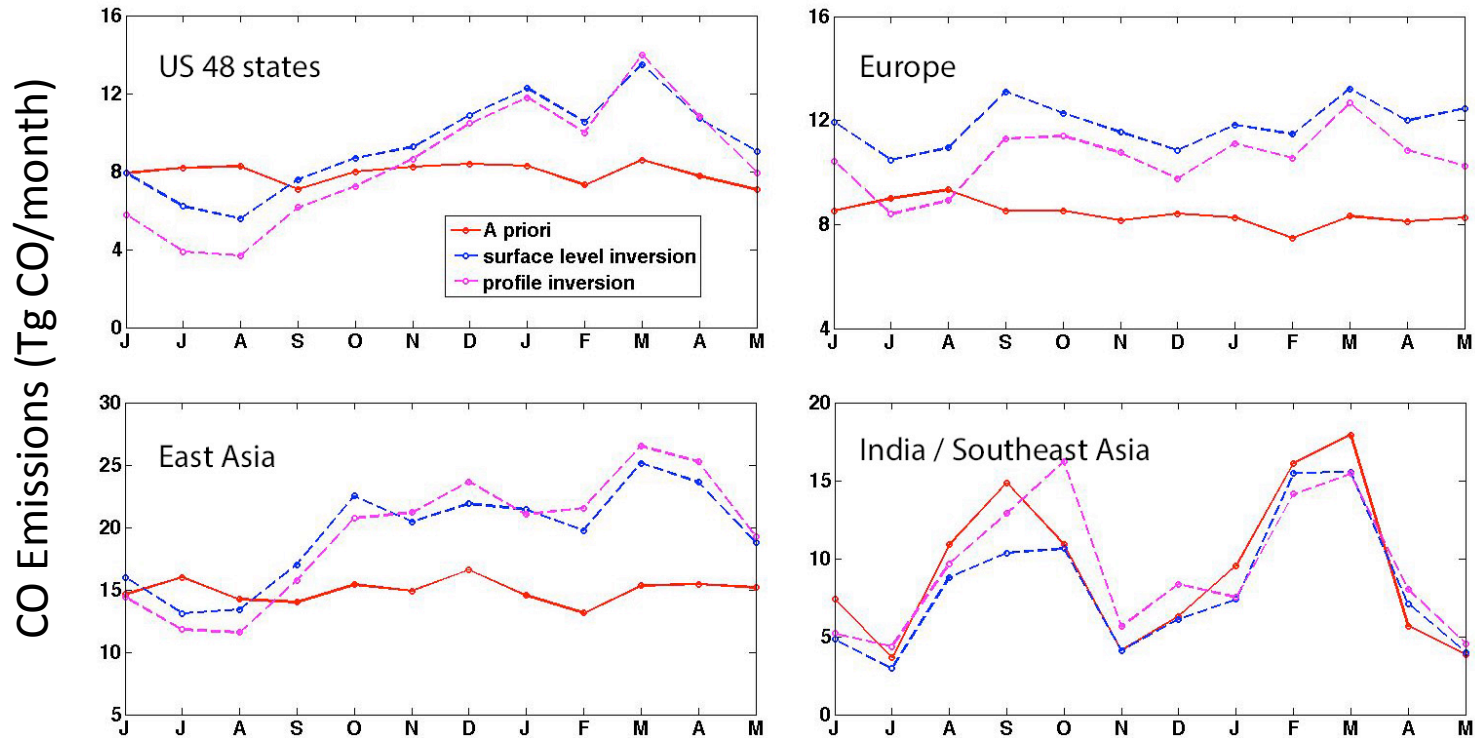 CO Emissions (Tg CO/month)
US 48 states
16
12
8
4
0
A priori
surface level inversion
profile inversion
J J A S O N D J F M A M
Europe
16
12
8
4
J J A S O N D J F M A M
East Asia
30
25
20
15
10
5
J J A S O N D J F M A M
India / Southeast Asia
20
15
10
5
0
J J A S O N D J F M A M